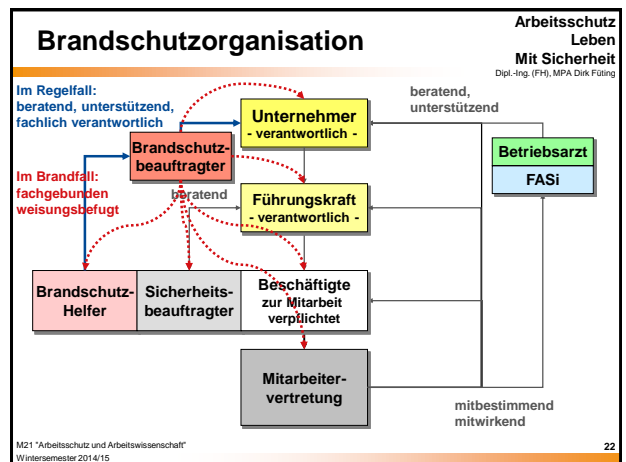 Brandschutzorganisation
Arbeitsschutz
Leben
Mit Sicherheit
Dipl.-Ing. (FH), MPA Dirk Füting
Im Regelfall:
beratend, unterstützend,
fachlich verantwortlich
beratend,
unterstützend
Unternehmer
- verantwortlich -
Brandschutz-
beauftragter
Betriebsarzt
FASi
Im Brandfall:
fachgebunden
weisungsbefugt
beratend
Führungskraft
- verantwortlich -
Brandschutz-
Helfer
Sicherheits-
beauftragter
Beschäftigte
zur Mitarbeit
verpflichtet
Mitarbeiter-
vertretung
mitbestimmend
mitwirkend
M21 "Arbeitsschutz und Arbeitswissenschaft"
Wintersemester 2014/15
22